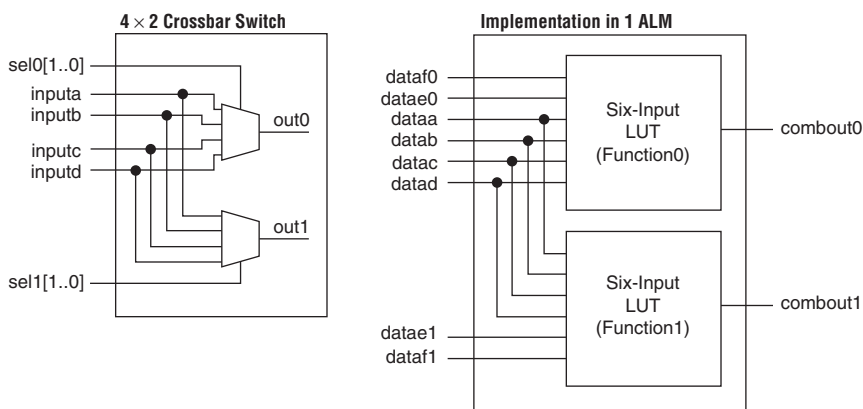 4 × 2 Crossbar Switch
sel0[1..0]
inputa
inputb
inputc
inputd
out0
out1
sel1[1..0]
Implementation in 1 ALM
dataf0
datae0
dataa
datab
datac
datad
Six-Input
LUT
(Function0)
combout0
Six-Input
LUT
(Function1)
combout1
datae1
dataf1